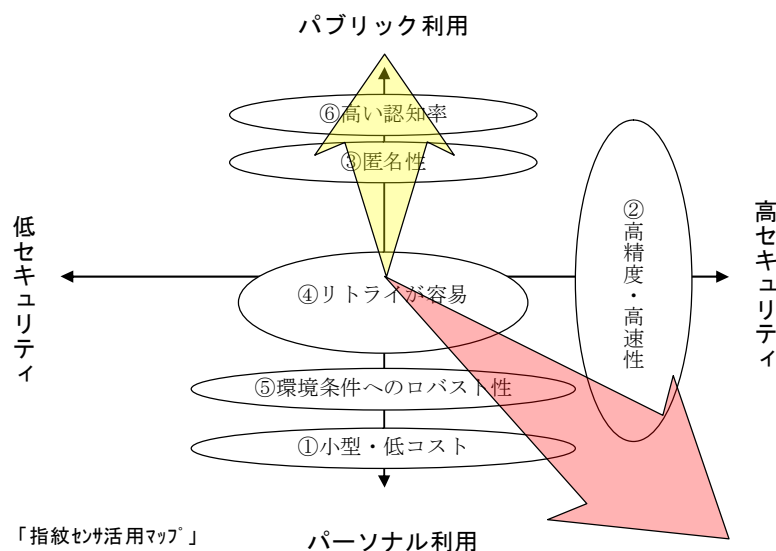 パブリック利用
⑥高い認知率
③匿名性
低セキュリティ
④リトライが容易
②高精度・高速性
高セキュリティ
⑤環境条件へのロバスト性
①小型・低コスト
「指紋ｾﾝｻ活用ﾏｯﾌﾟ」
パーソナル利用